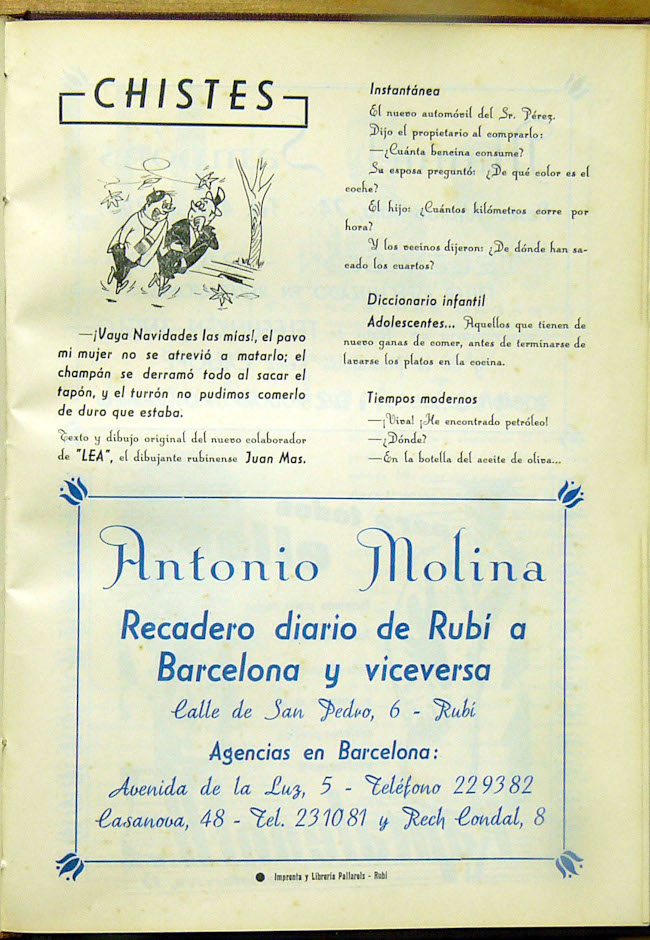 CHISTES
—¡Vaya Navidades las mías!, el pavo
mi mujer no se atrevió a matarlo; el
champán se derramó todo al sacar el
tapón, y el turrón no pudimos comerlo
de duro que estaba.
Texto y dibujo original del nuevo colaborador
de "LEA", el dibujante rubinense Juan Mas.
Instantánea
El nuevo automóvil del Sr. Pérez.
Dijo el propietario al comprarlo:
—¿Cuánta bencina consume?
Su esposa preguntó: ¿De qué color es el
coche?
El hijo: ¿Cuántos kilómetros corre por
hora?
Y los vecinos dijeron: ¿De dónde han sa-
cado los cuartos?
Diccionario infantil
Adolescentes... Aquellos que tienen de
nuevo ganas de comer, antes de terminarse de
lavarse los platos en la cocina.
Tiempos modernos
—¡Viva! ¡He encontrado petróleo!
—¿Dónde?
—En la botella del aceite de oliva...
Antonio Molina
Recadero diario de Rubí a
Barcelona y viceversa
Calle de San Pedro, 6 - Rubí
Agencias en Barcelona:
Avenida de la Luz, 5 - Teléfono 229382
Casanova, 48 - Tel. 231081 y Rech Condal, 8
Imprenta y Librería Pallarols - Rubí